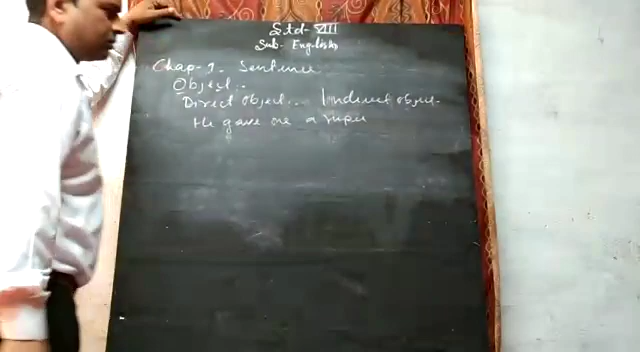 Std- VIII
Sub- English
Chap-1. Sentence
Object..
Direct object.. Indirect object.
He gave me a rupee